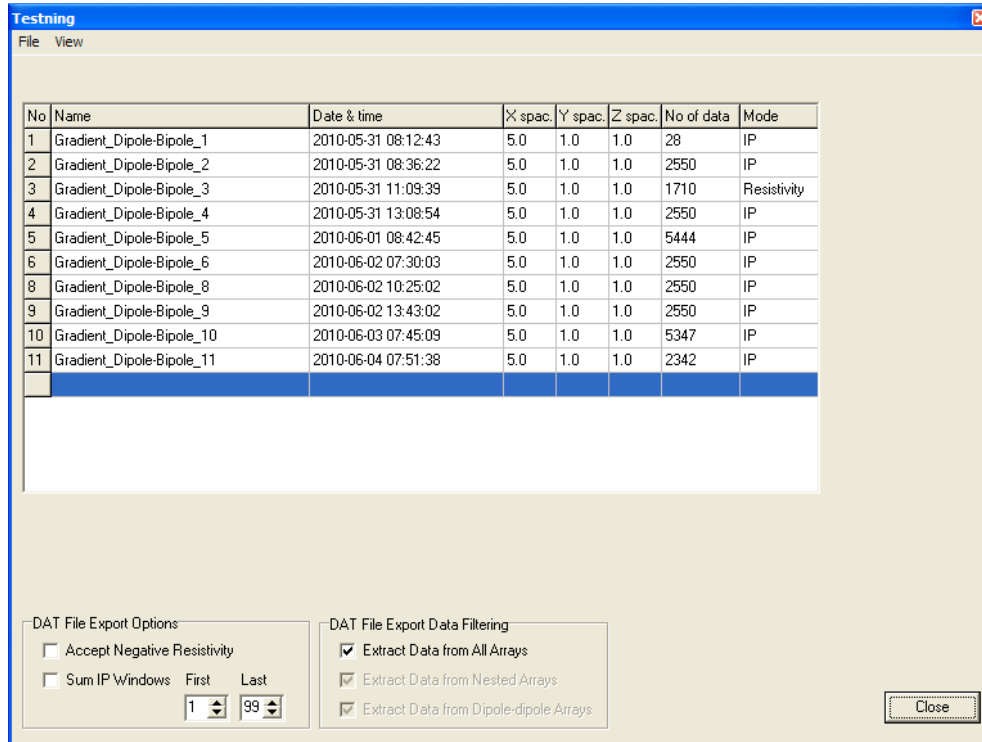 Testning
File View
No Name Date & time X spac. Y spac. Z spac. No of data Mode
1 Gradient_Dipole-Bipole_1 2010-05-31 08:12:43 5.0 1.0 1.0 28 IP
2 Gradient_Dipole-Bipole_2 2010-05-31 08:36:22 5.0 1.0 1.0 2550 IP
3 Gradient_Dipole-Bipole_3 2010-05-31 11:09:39 5.0 1.0 1.0 1710 Resistivity
4 Gradient_Dipole-Bipole_4 2010-05-31 13:08:54 5.0 1.0 1.0 2550 IP
5 Gradient_Dipole-Bipole_5 2010-06-01 08:42:45 5.0 1.0 1.0 5444 IP
6 Gradient_Dipole-Bipole_6 2010-06-02 07:30:03 5.0 1.0 1.0 2550 IP
8 Gradient_Dipole-Bipole_8 2010-06-02 10:25:02 5.0 1.0 1.0 2550 IP
9 Gradient_Dipole-Bipole_9 2010-06-02 13:43:02 5.0 1.0 1.0 2550 IP
10 Gradient_Dipole-Bipole_10 2010-06-03 07:45:09 5.0 1.0 1.0 5347 IP
11 Gradient_Dipole-Bipole_11 2010-06-04 07:51:38 5.0 1.0 1.0 2342 IP
DAT File Export Options
Accept Negative Resistivity
Sum IP Windows First Last
1 99
DAT File Export Data Filtering
Extract Data from All Arrays
Extract Data from Nested Arrays
Extract Data from Dipole-dipole Arrays
Close